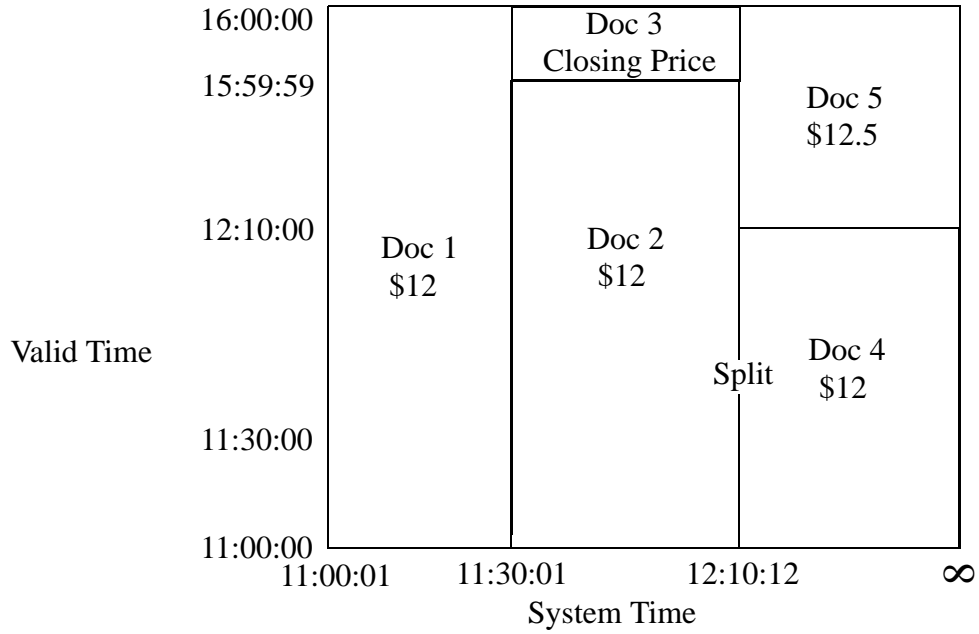 16:00:00
Doc 3
Closing Price
15:59:59
Doc 5
$12.5
12:10:00
Doc 1
$12
Doc 2
$12
Valid Time
Doc 4
$12
Split
11:30:00
11:00:00
11:00:01
11:30:01
12:10:12
∞
System Time